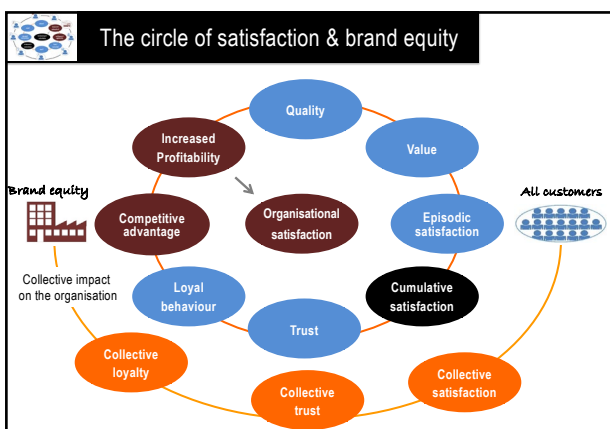 The circle of satisfaction & brand equity
Quality
Increased
Profitability
Value
Brand equity
All customers
Competitive
advantage
Organisational
satisfaction
Episodic
satisfaction
Collective impact
on the organisation
Loyal
behaviour
Cumulative
satisfaction
Trust
Collective
loyalty
Collective
trust
Collective
satisfaction